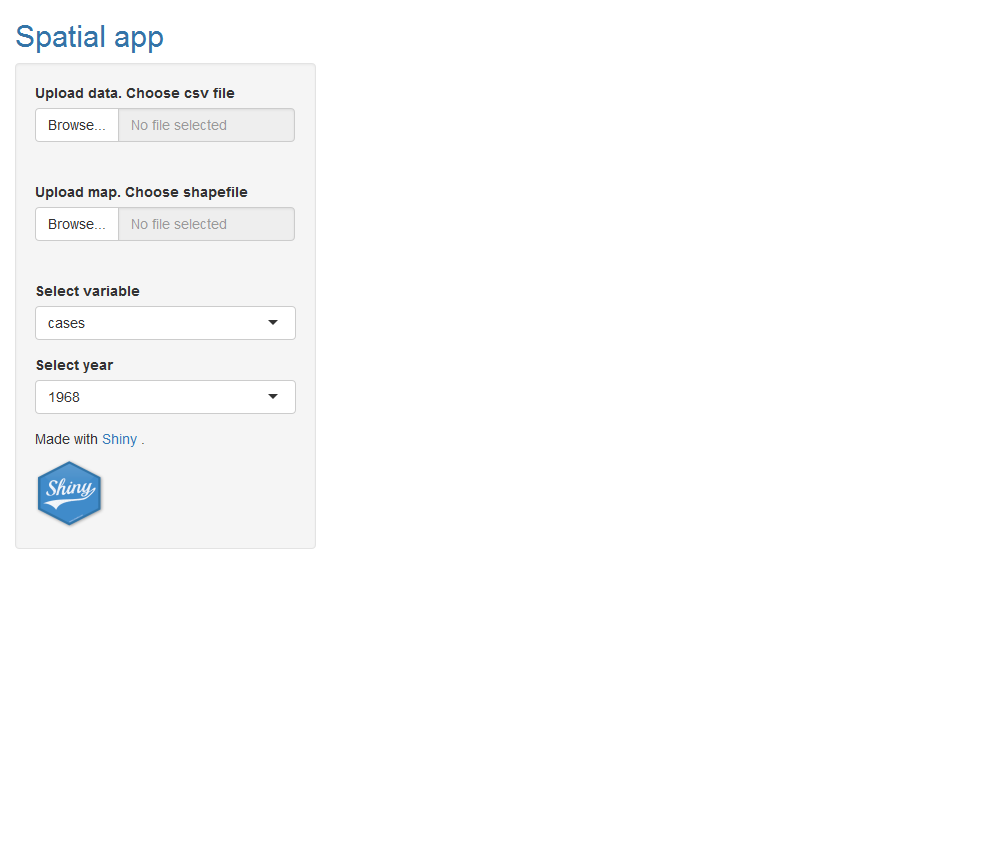 Spatial app
Upload data. Choose csv file
Browse... No file selected
Upload map. Choose shapefile
Browse... No file selected
Select variable
cases
Select year
1968
Made with Shiny .
Shiny